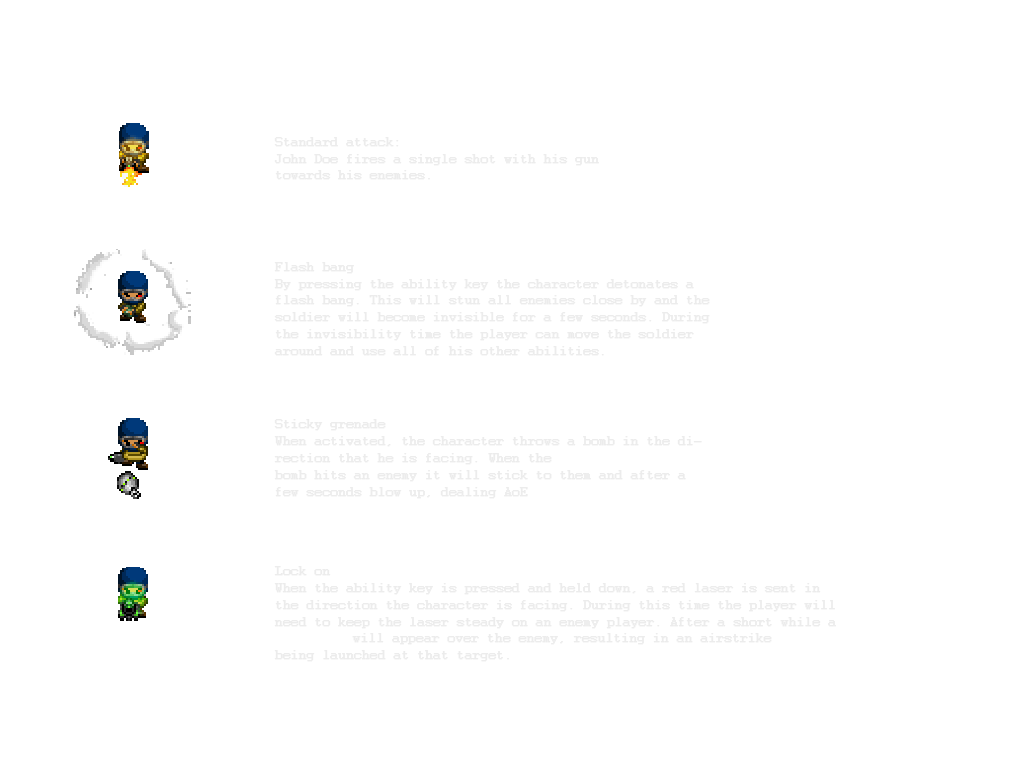 Standard attack:
John Doe fires a single shot with his gun
towards his enemies.
Flash bang
By pressing the ability key the character detonates a
flash bang. This will stun all enemies close by and the
soldier will become invisible for a few seconds. During
the invisibility time the player can move the soldier
around and use all of his other abilities.
Sticky grenade
When activated, the character throws a bomb in the di-
rection that he is facing. When the
bomb hits an enemy it will stick to them and after a
few seconds blow up, dealing AoE
Lock on
When the ability key is pressed and held down, a red laser is sent in
the direction the character is facing. During this time the player will
need to keep the laser steady on an enemy player. After a short while a
will appear over the enemy, resulting in an airstrike
being launched at that target.